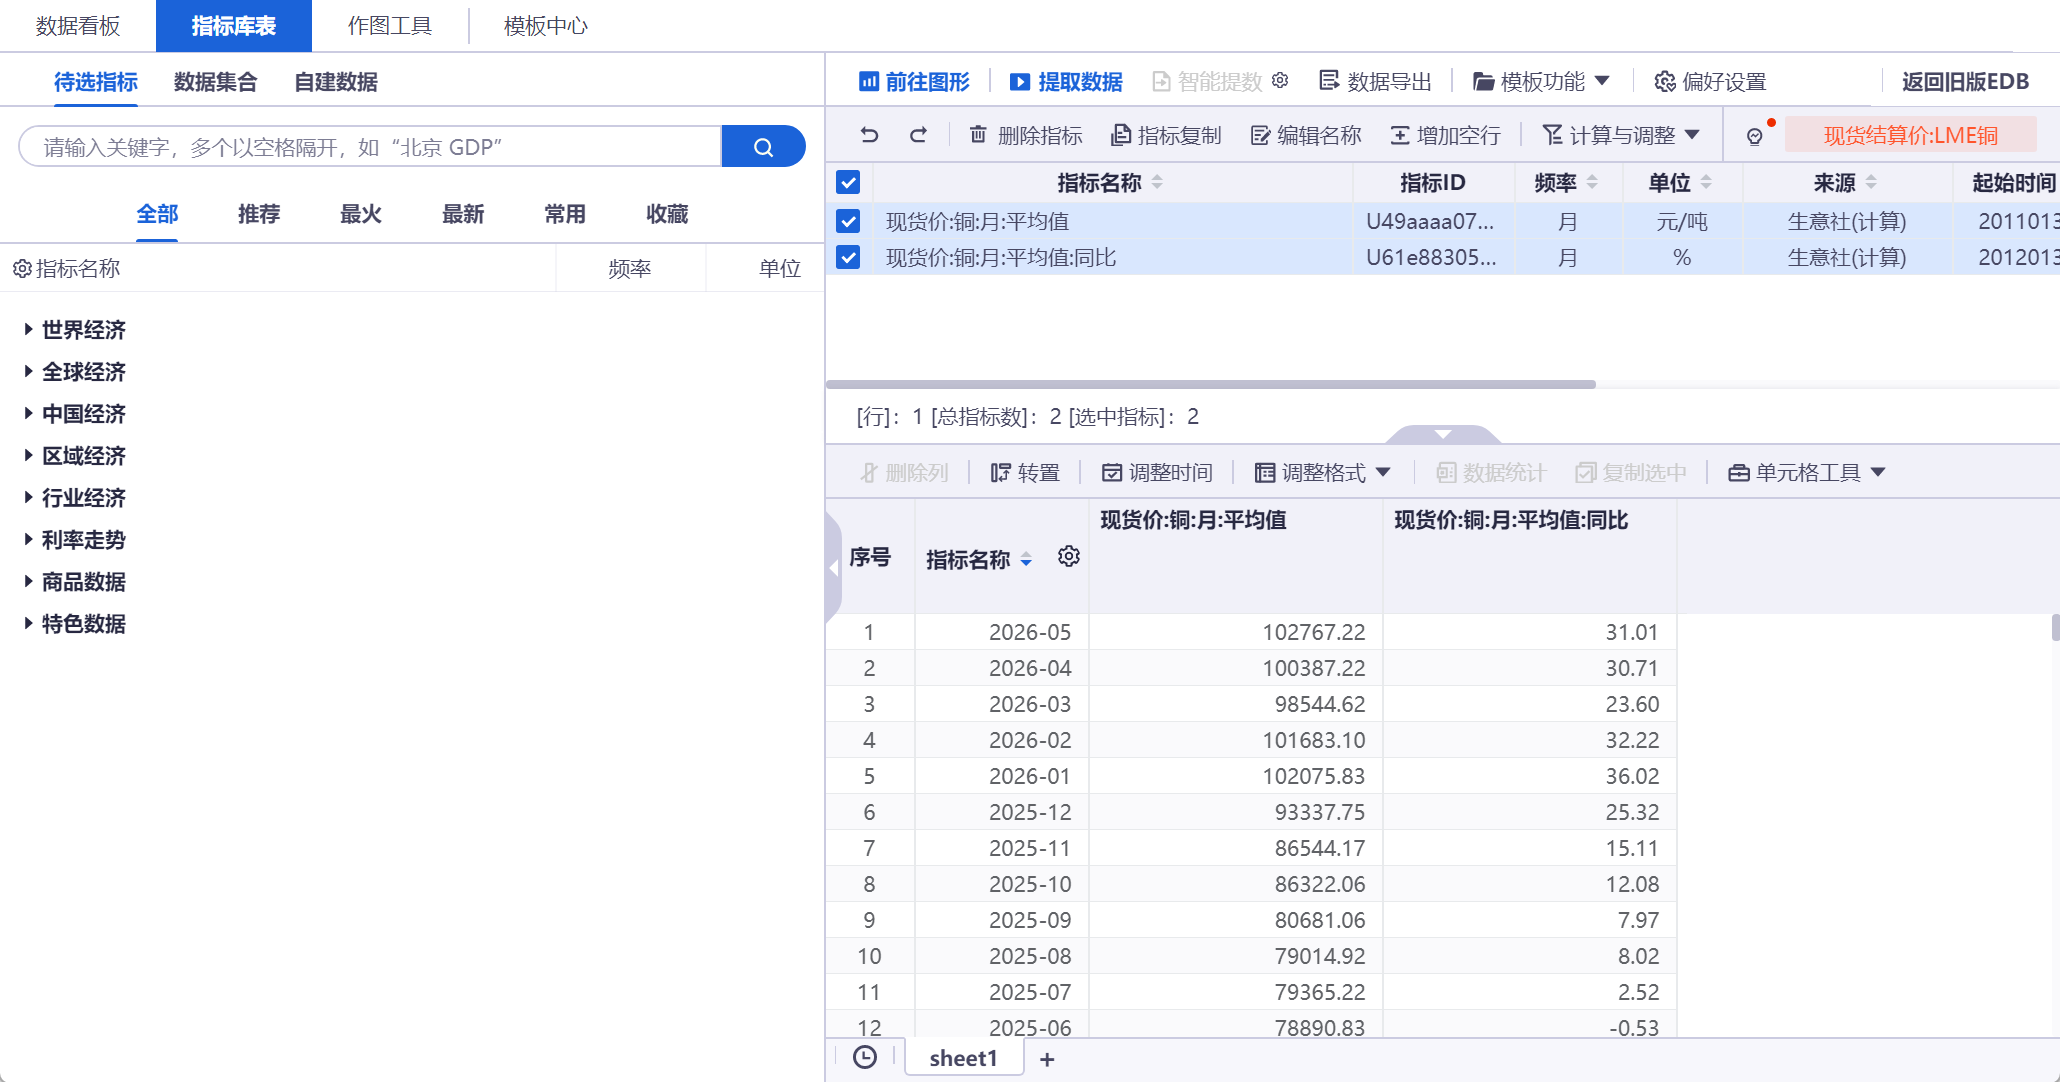 数据看板 指标库表 作图工具 模板中心
待选指标 数据集合 自建数据
请输入关键字，多个以空格隔开，如“北京 GDP”
全部 推荐 最火 最新 常用 收藏
指标名称 频率 单位
世界经济
全球经济
中国经济
区域经济
行业经济
利率走势
商品数据
特色数据
前往图形 提取数据 智能提数 数据导出 模板功能 偏好设置 返回旧版EDB
删除指标 指标复制 编辑名称 增加空行 计算与调整 现货结算价:LME铜
指标名称 指标ID 频率 单位 来源 起始时间
现货价:铜:月:平均值 U49aaaa07... 月 元/吨 生意社(计算) 2011013
现货价:铜:月:平均值:同比 U61e88305... 月 % 生意社(计算) 2012013
[行]：1 [总指标数]：2 [选中指标]：2
删除列 转置 调整时间 调整格式 数据统计 复制选中 单元格工具
序号 指标名称 现货价:铜:月:平均值 现货价:铜:月:平均值:同比
1 2026-05 102767.22 31.01
2 2026-04 100387.22 30.71
3 2026-03 98544.62 23.60
4 2026-02 101683.10 32.22
5 2026-01 102075.83 36.02
6 2025-12 93337.75 25.32
7 2025-11 86544.17 15.11
8 2025-10 86322.06 12.08
9 2025-09 80681.06 7.97
10 2025-08 79014.92 8.02
11 2025-07 79365.22 2.52
12 2025-06 78890.83 -0.53
sheet1 +